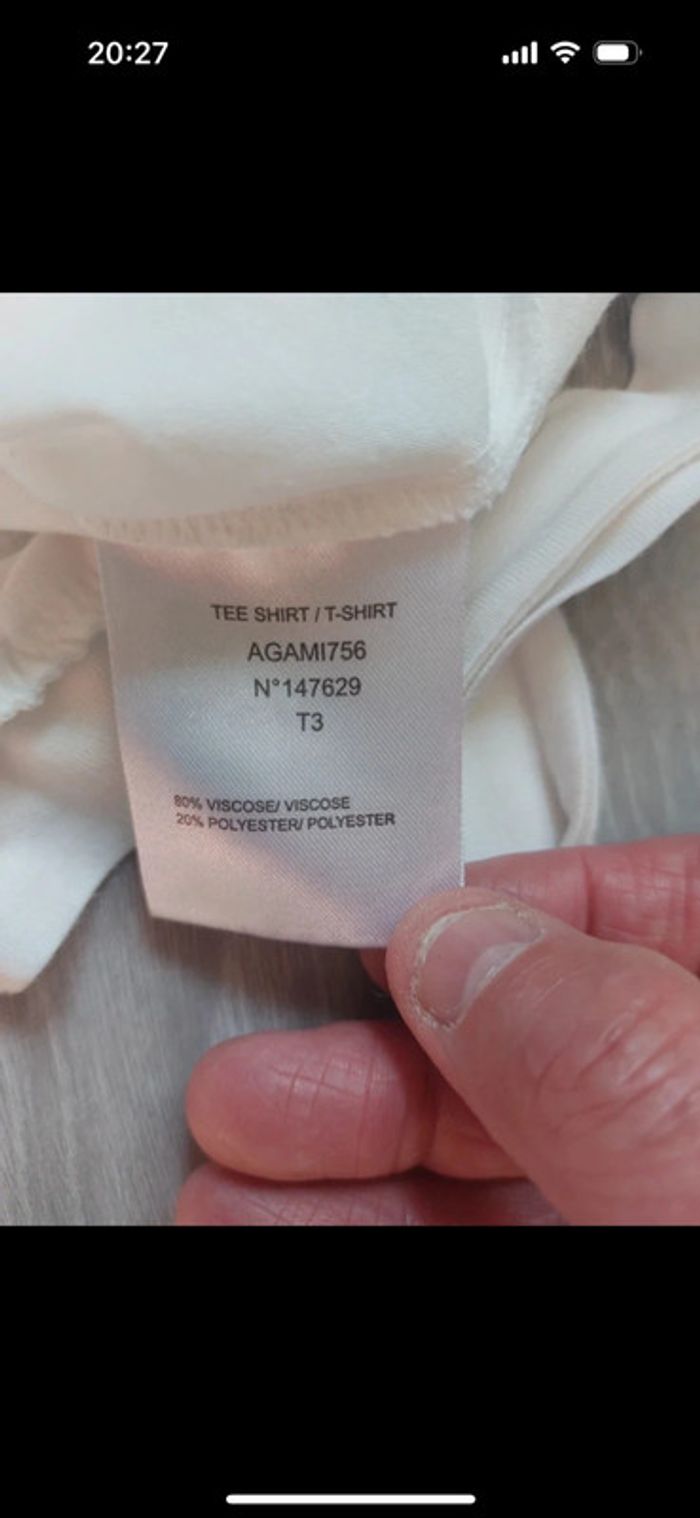 20:27
TEE SHIRT / T-SHIRT
AGAMI756
N°147629
T3
80% VISCOSE/ VISCOSE
20% POLYESTER/ POLYESTER